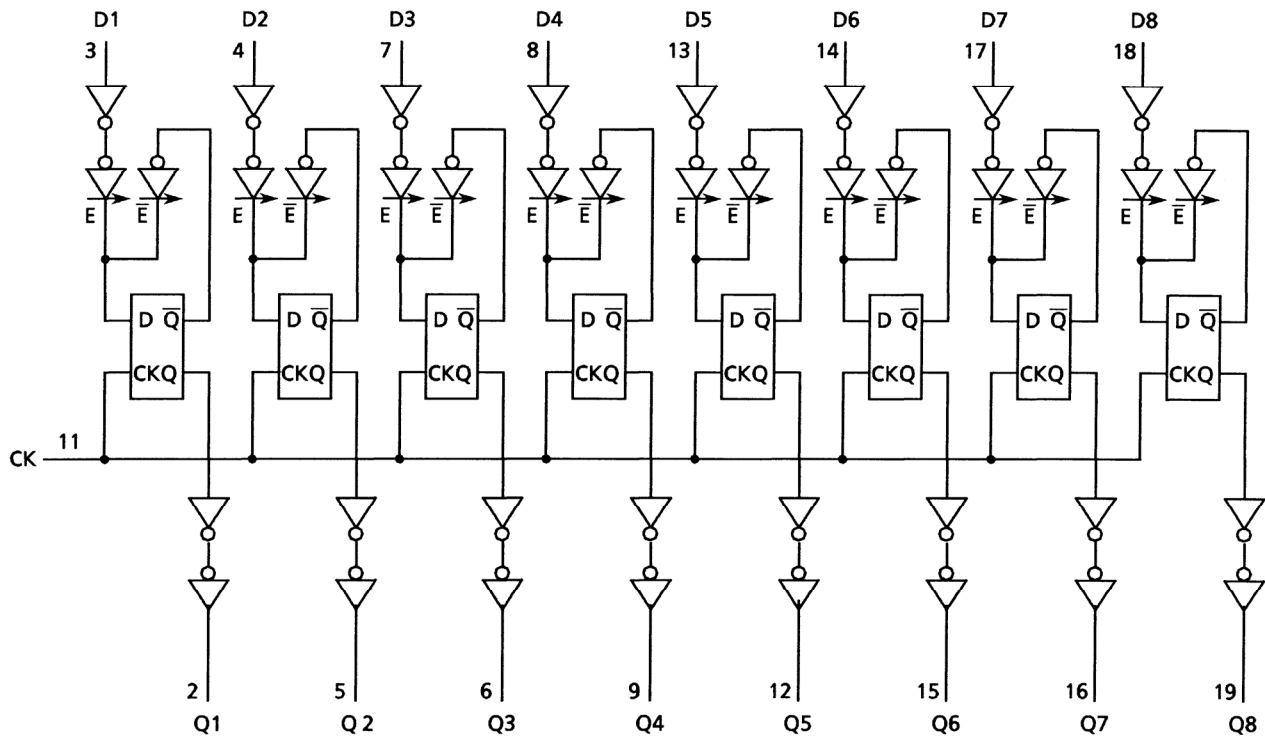 D1 D2 D3 D4 D5 D6 D7 D8
3 4 7 8 13 14 17 18
E E̅ E E̅ E E̅ E E̅ E E̅ E E̅ E E̅ E E̅
D Q̅ D Q̅ D Q̅ D Q̅ D Q̅ D Q̅ D Q̅ D Q̅
CKQ CKQ CKQ CKQ CKQ CKQ CKQ CKQ
CK 11
2 5 6 9 12 15 16 19
Q1 Q2 Q3 Q4 Q5 Q6 Q7 Q8